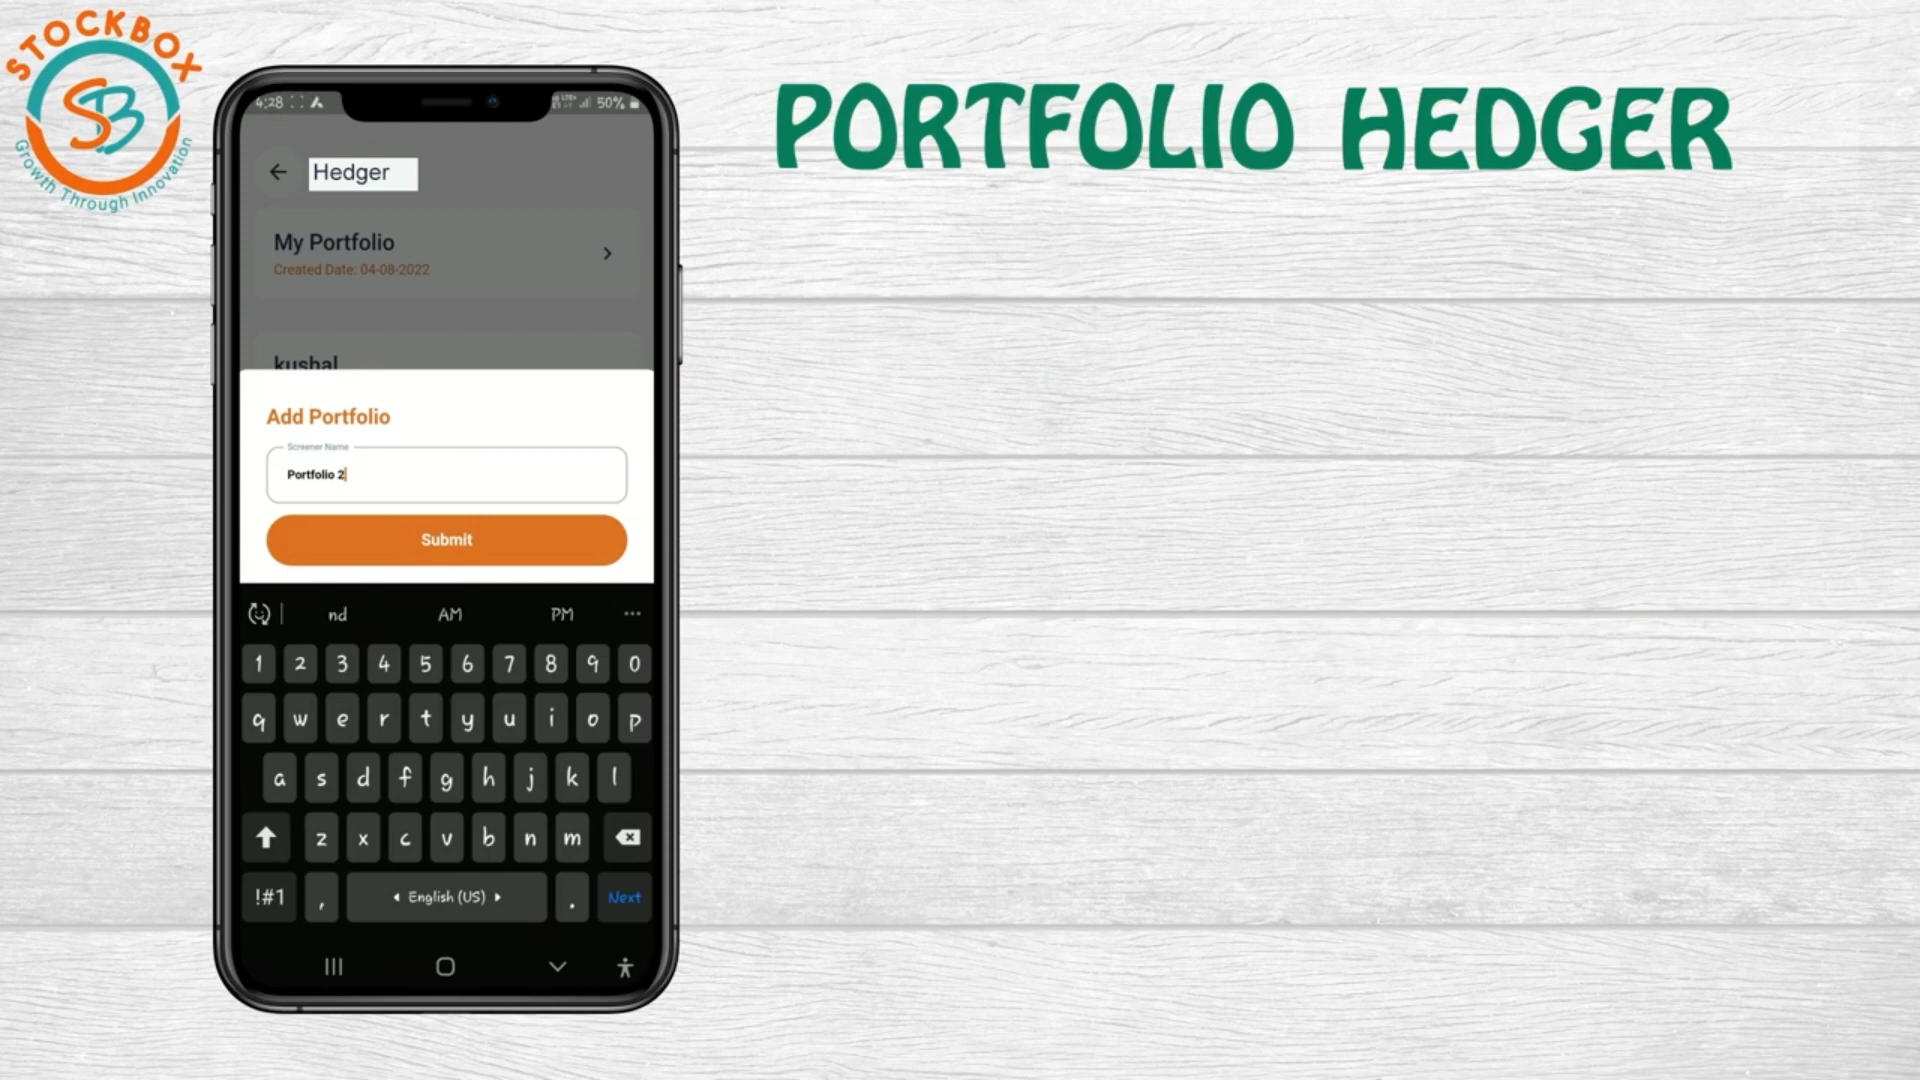 STOCKBOX
SB
Growth Through Innovation
PORTFOLIO HEDGER
4:28
50%
Hedger
My Portfolio
Created Date: 04-08-2022
kushal
Add Portfolio
Screener Name
Portfolio 2
Submit
nd AM PM
1 2 3 4 5 6 7 8 9 0
q w e r t y u i o p
a s d f g h j k l
z x c v b n m
!#1 , English (US) . Next